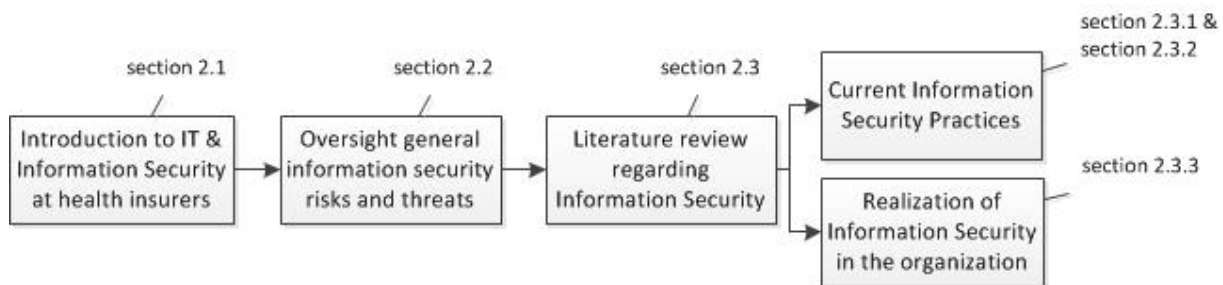 section 2.1
Introduction to IT &
Information Security
at health insurers
section 2.2
Oversight general
information security
risks and threats
section 2.3
Literature review
regarding
Information Security
section 2.3.1 &
section 2.3.2
Current Information
Security Practices
section 2.3.3
Realization of
Information Security
in the organization